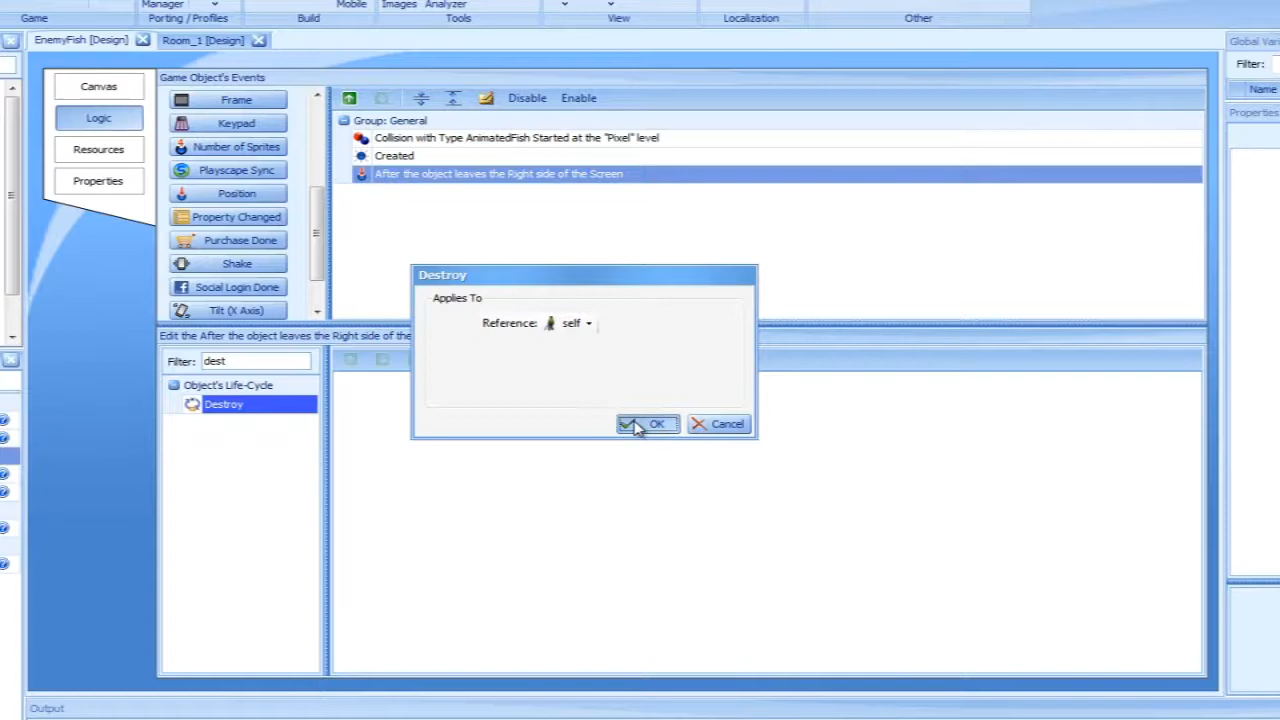 Manager
Mobile
Images Analyzer
Game
Porting / Profiles
Build
Tools
View
Localization
Other
EnemyFish [Design]
Room_1 [Design]
Global Vari
Canvas
Logic
Resources
Properties
Game Object's Events
Frame
Keypad
Number of Sprites
Playscape Sync
Position
Property Changed
Purchase Done
Shake
Social Login Done
Tilt (X Axis)
Disable
Enable
Group: General
Collision with Type AnimatedFish Started at the "Pixel" level
Created
After the object leaves the Right side of the Screen
Filter:
Name
Properties
Destroy
Applies To
Reference: self
OK
Cancel
Edit the After the object leaves the Right side of the
Filter: dest
Object's Life-Cycle
Destroy
Output